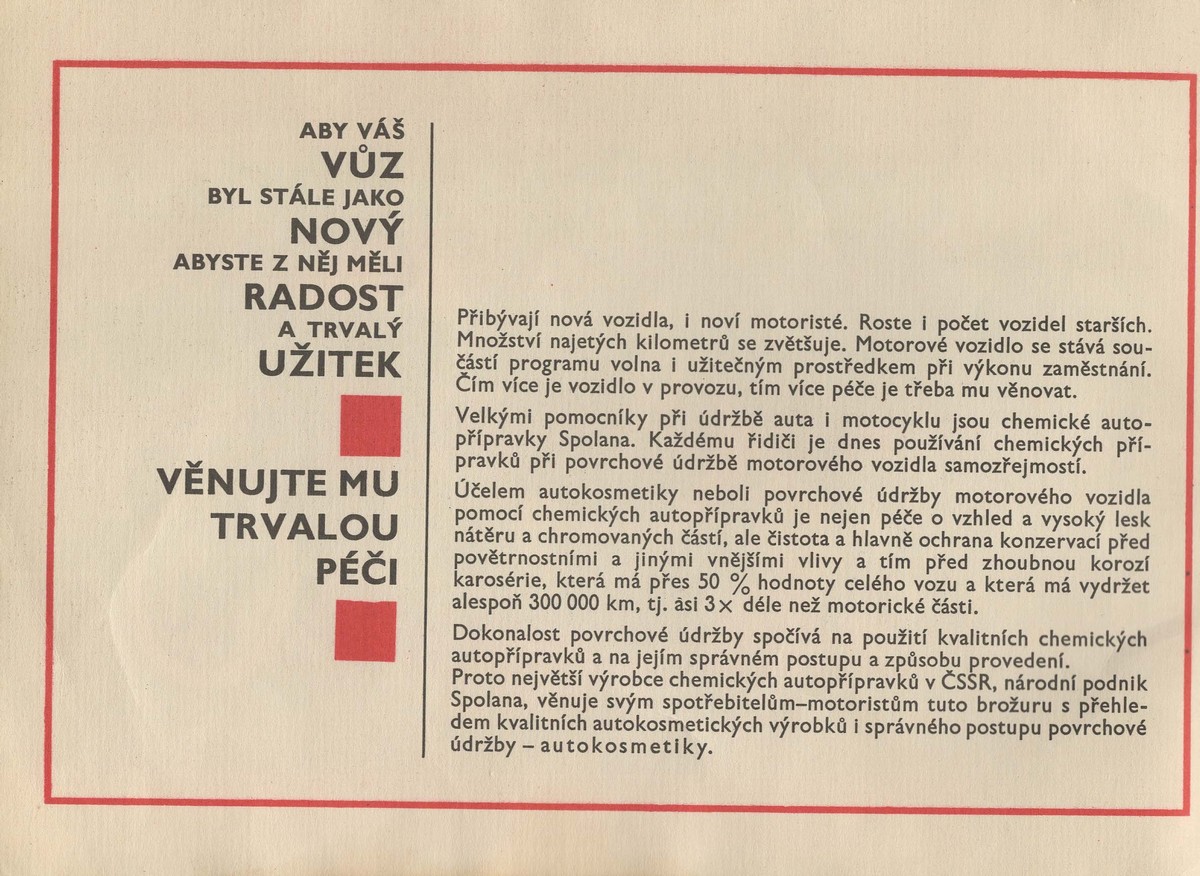 ABY VÁŠ
VŮZ
BYL STÁLE JAKO
NOVÝ
ABYSTE Z NĚJ MĚLI
RADOST
A TRVALÝ
UŽITEK
VĚNUJTE MU
TRVALOU
PÉČI
Přibývají nová vozidla, i noví motoristé. Roste i počet vozidel starších.
Množství najetých kilometrů se zvětšuje. Motorové vozidlo se stává sou-
částí programu volna i užitečným prostředkem při výkonu zaměstnání.
Čím více je vozidlo v provozu, tím více péče je třeba mu věnovat.
Velkými pomocníky při údržbě auta i motocyklu jsou chemické auto-
přípravky Spolana. Každému řidiči je dnes používání chemických pří-
pravků při povrchové údržbě motorového vozidla samozřejmostí.
Účelem autokosmetiky neboli povrchové údržby motorového vozidla
pomocí chemických autopřípravků je nejen péče o vzhled a vysoký lesk
nátěru a chromovaných částí, ale čistota a hlavně ochrana konzervací před
povětrnostními a jinými vnějšími vlivy a tím před zhoubnou korozí
karosérie, která má přes 50 % hodnoty celého vozu a která má vydržet
alespoň 300 000 km, tj. asi 3× déle než motorické části.
Dokonalost povrchové údržby spočívá na použití kvalitních chemických
autopřípravků a na jejím správném postupu a způsobu provedení.
Proto největší výrobce chemických autopřípravků v ČSSR, národní podnik
Spolana, věnuje svým spotřebitelům–motoristům tuto brožuru s přehle-
dem kvalitních autokosmetických výrobků i správného postupu povrchové
údržby – autokosmetiky.